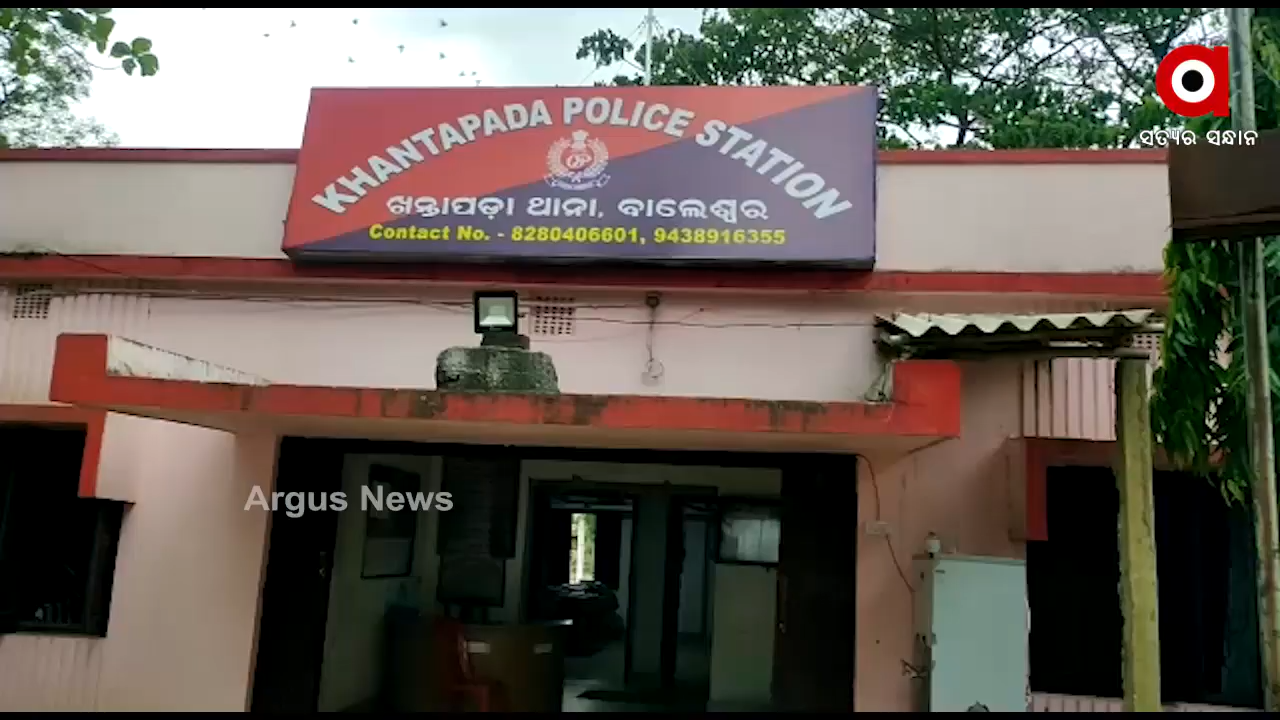 KHANTAPADA POLICE STATION
ଖନ୍ତାପଡ଼ା ଥାନା, ବାଲେଶ୍ୱର
Contact No. - 8280406601, 9438916355
ସତ୍ୟର ସନ୍ଧାନ
Argus News